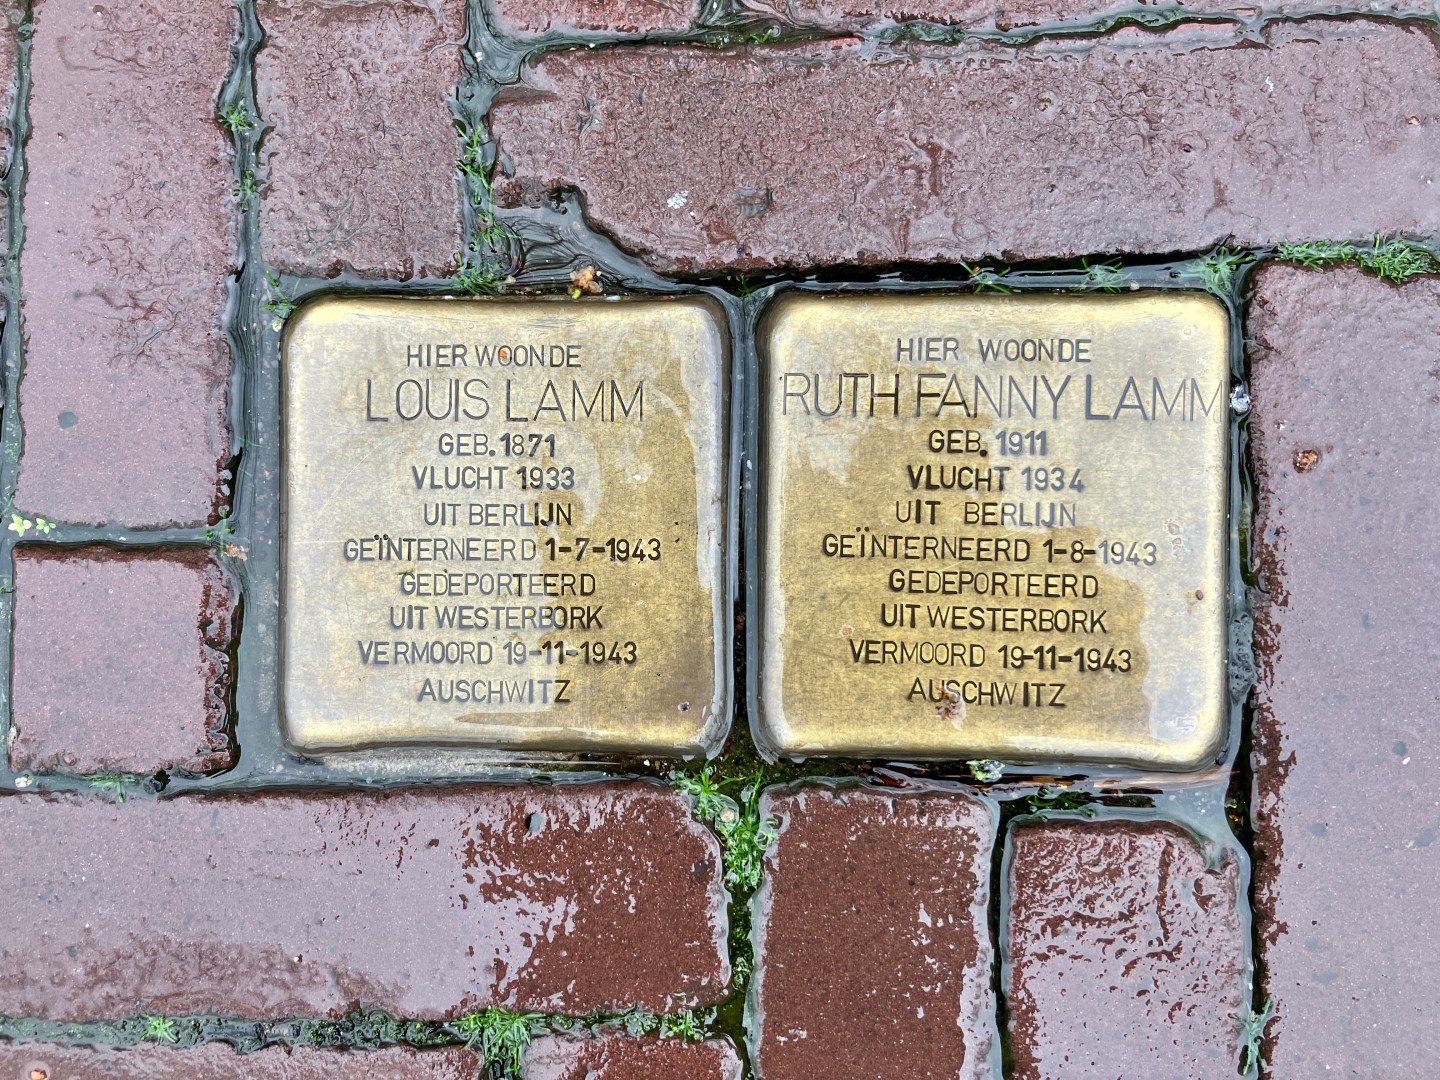 HIER WOONDE
LOUIS LAMM
GEB. 1871
VLUCHT 1933
UIT BERLIJN
GEÏNTERNEERD 1-7-1943
GEDEPORTEERD
UIT WESTERBORK
VERMOORD 19-11-1943
AUSCHWITZ
HIER WOONDE
RUTH FANNY LAMM
GEB. 1911
VLUCHT 1934
UIT BERLIJN
GEÏNTERNEERD 1-8-1943
GEDEPORTEERD
UIT WESTERBORK
VERMOORD 19-11-1943
AUSCHWITZ